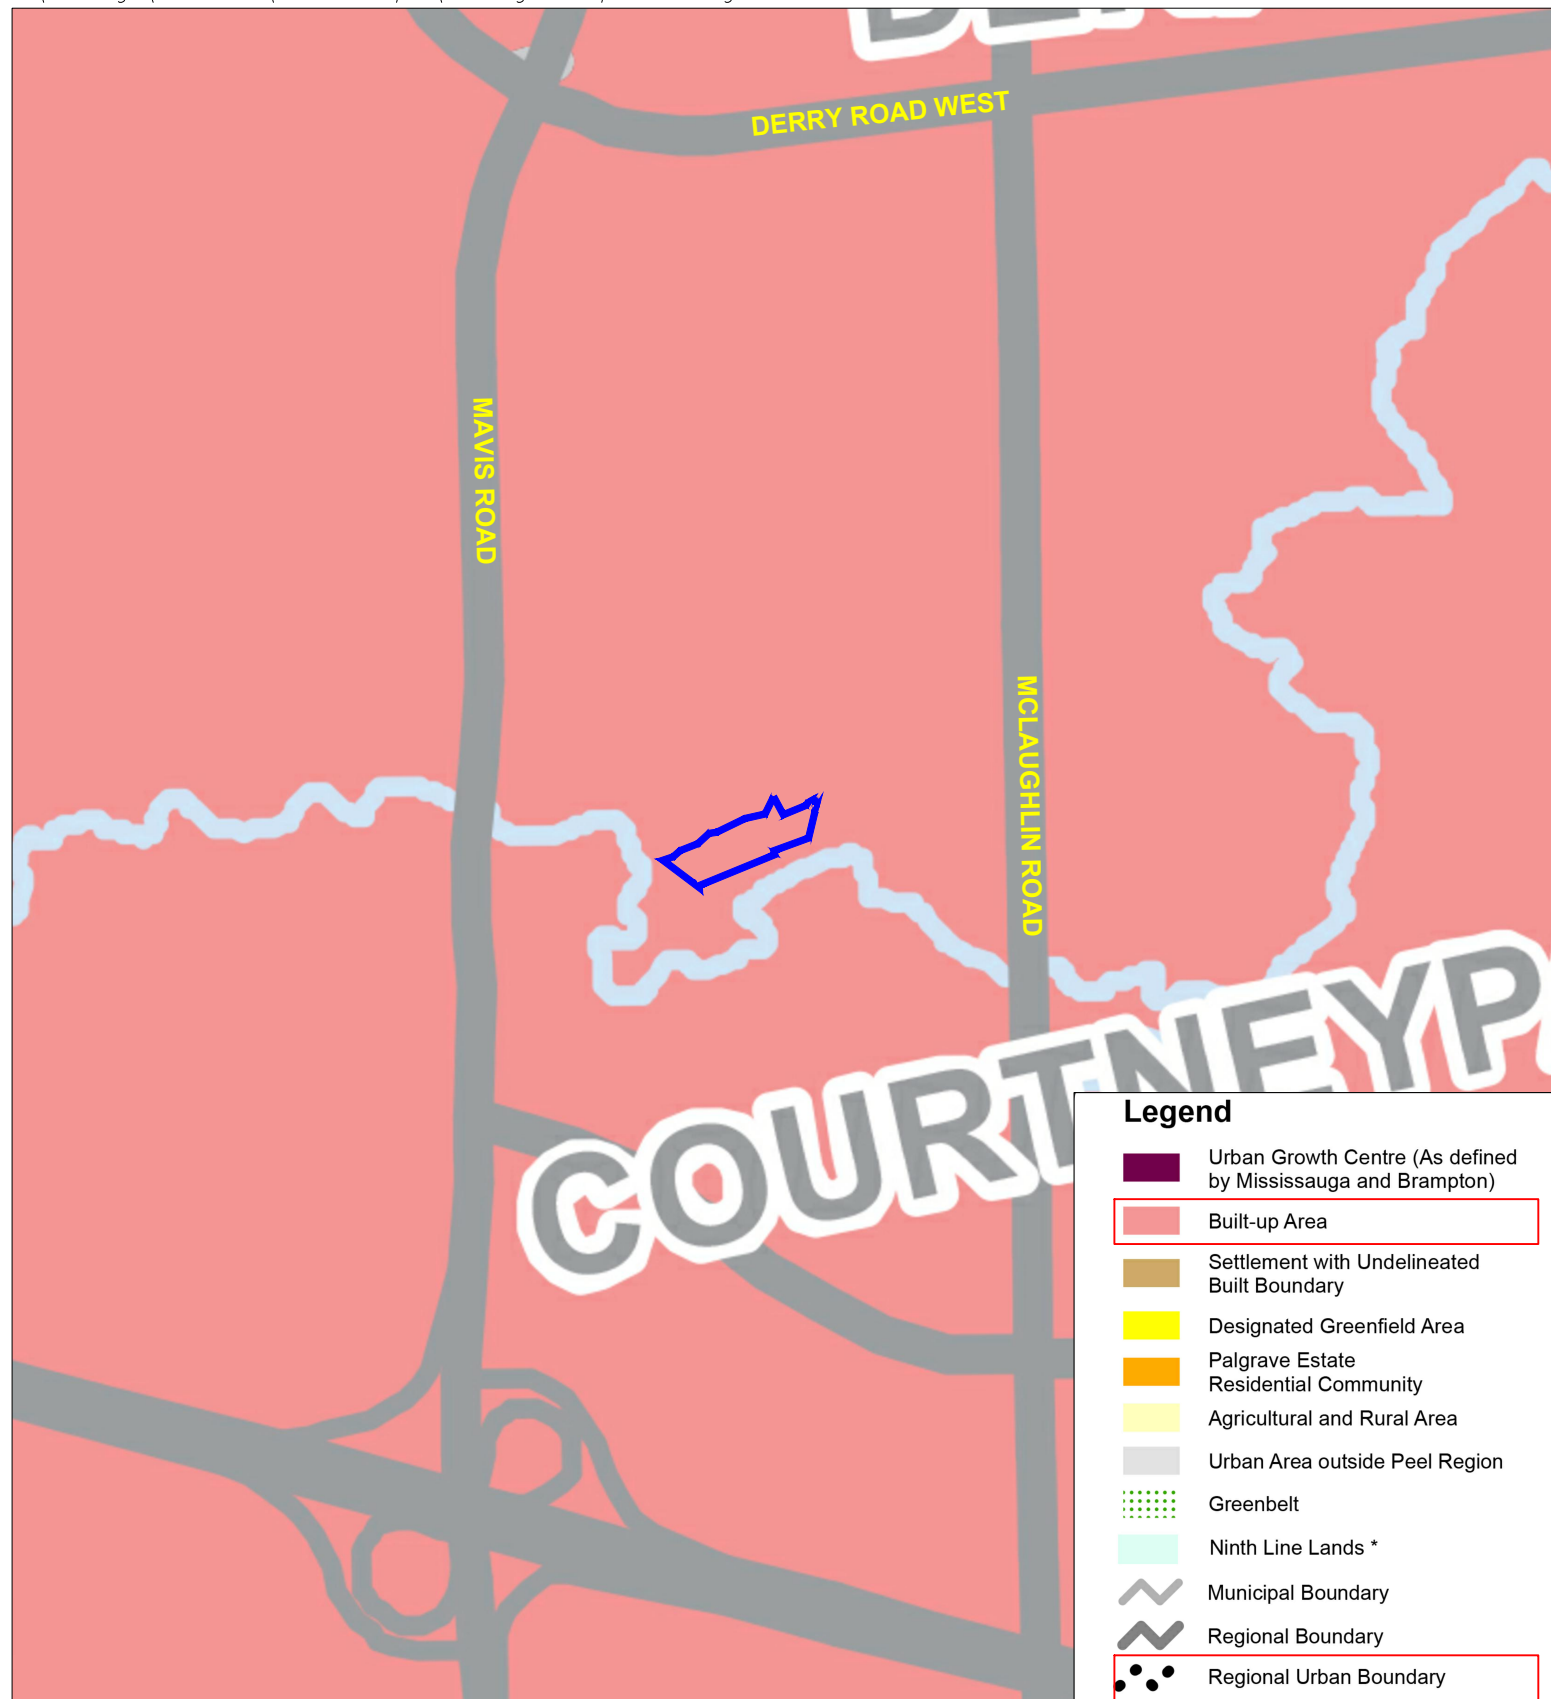 DERRY ROAD WEST
MAVIS ROAD
MCLAUGHLIN ROAD
COURTNEYP
Legend
Urban Growth Centre (As defined
by Mississauga and Brampton)
Built-up Area
Settlement with Undelineated
Built Boundary
Designated Greenfield Area
Palgrave Estate
Residential Community
Agricultural and Rural Area
Urban Area outside Peel Region
Greenbelt
Ninth Line Lands *
Municipal Boundary
Regional Boundary
Regional Urban Boundary